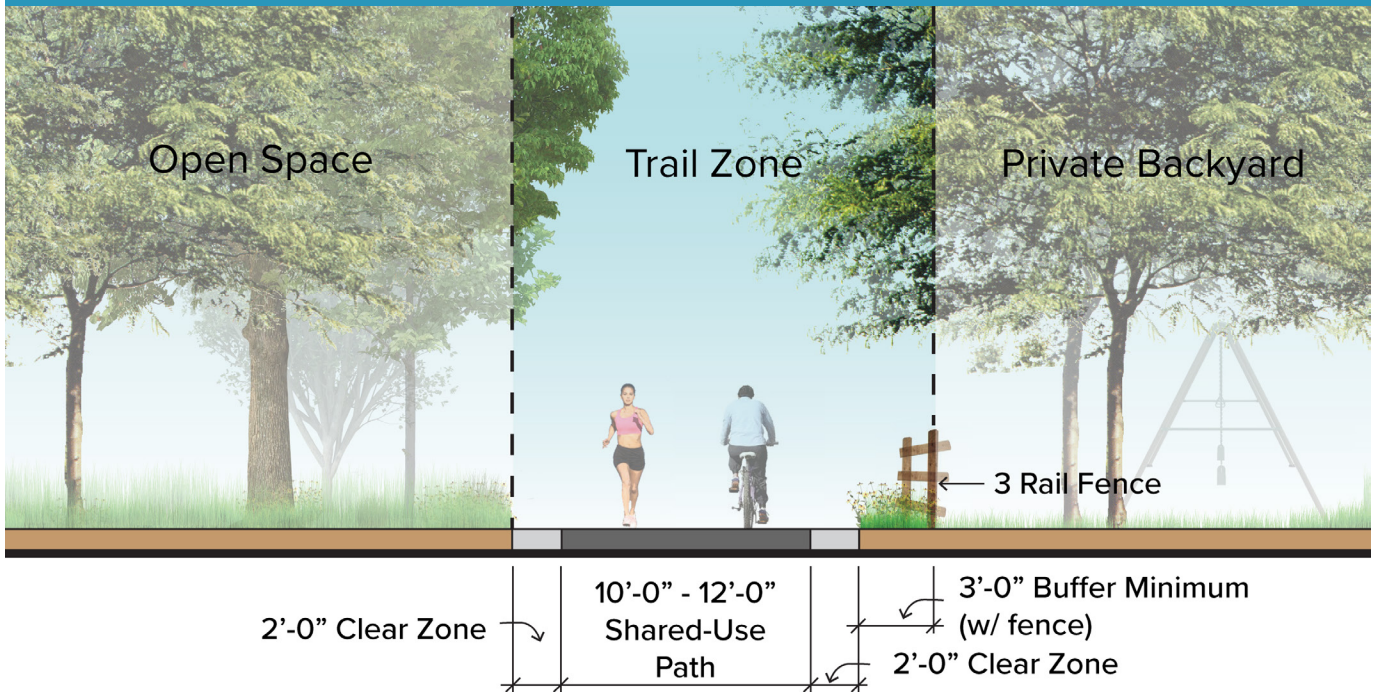 Open Space
Trail Zone
Private Backyard
3 Rail Fence
2’-0” Clear Zone
10’-0” - 12’-0”
Shared-Use
Path
3’-0” Buffer Minimum
(w/ fence)
2’-0” Clear Zone